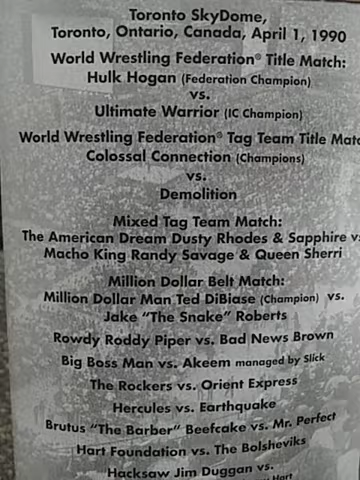 Toronto SkyDome,
Toronto, Ontario, Canada, April 1, 1990
World Wrestling Federation® Title Match:
Hulk Hogan (Federation Champion)
vs.
Ultimate Warrior (IC Champion)
World Wrestling Federation® Tag Team Title Matc
Colossal Connection (Champions)
vs.
Demolition
Mixed Tag Team Match:
The American Dream Dusty Rhodes & Sapphire vs
Macho King Randy Savage & Queen Sherri
Million Dollar Belt Match:
Million Dollar Man Ted DiBiase (Champion) vs.
Jake "The Snake" Roberts
Rowdy Roddy Piper vs. Bad News Brown
Big Boss Man vs. Akeem managed by Slick
The Rockers vs. Orient Express
Hercules vs. Earthquake
Brutus "The Barber" Beefcake vs. Mr. Perfect
Hart Foundation vs. The Bolsheviks
Hacksaw Jim Duggan vs.
Hart